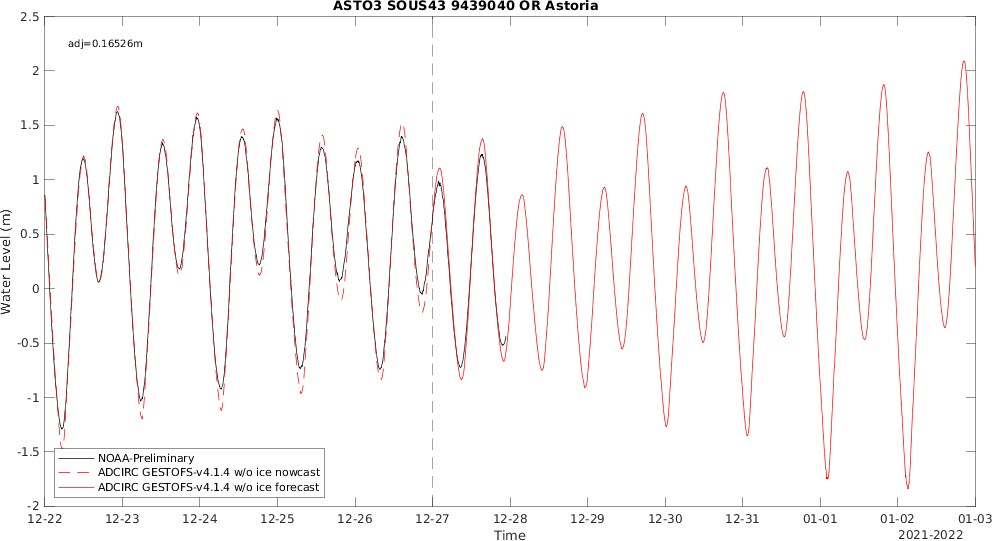 ASTO3 SOUS43 9439040 OR Astoria
adj=0.16526m
2.5
2
1.5
1
0.5
0
-0.5
-1
-1.5
-2
Water Level (m)
NOAA-Preliminary
ADCIRC GESTOFS-v4.1.4 w/o ice nowcast
ADCIRC GESTOFS-v4.1.4 w/o ice forecast
12-22 12-23 12-24 12-25 12-26 12-27 12-28 12-29 12-30 12-31 01-01 01-02 01-03
Time
2021-2022